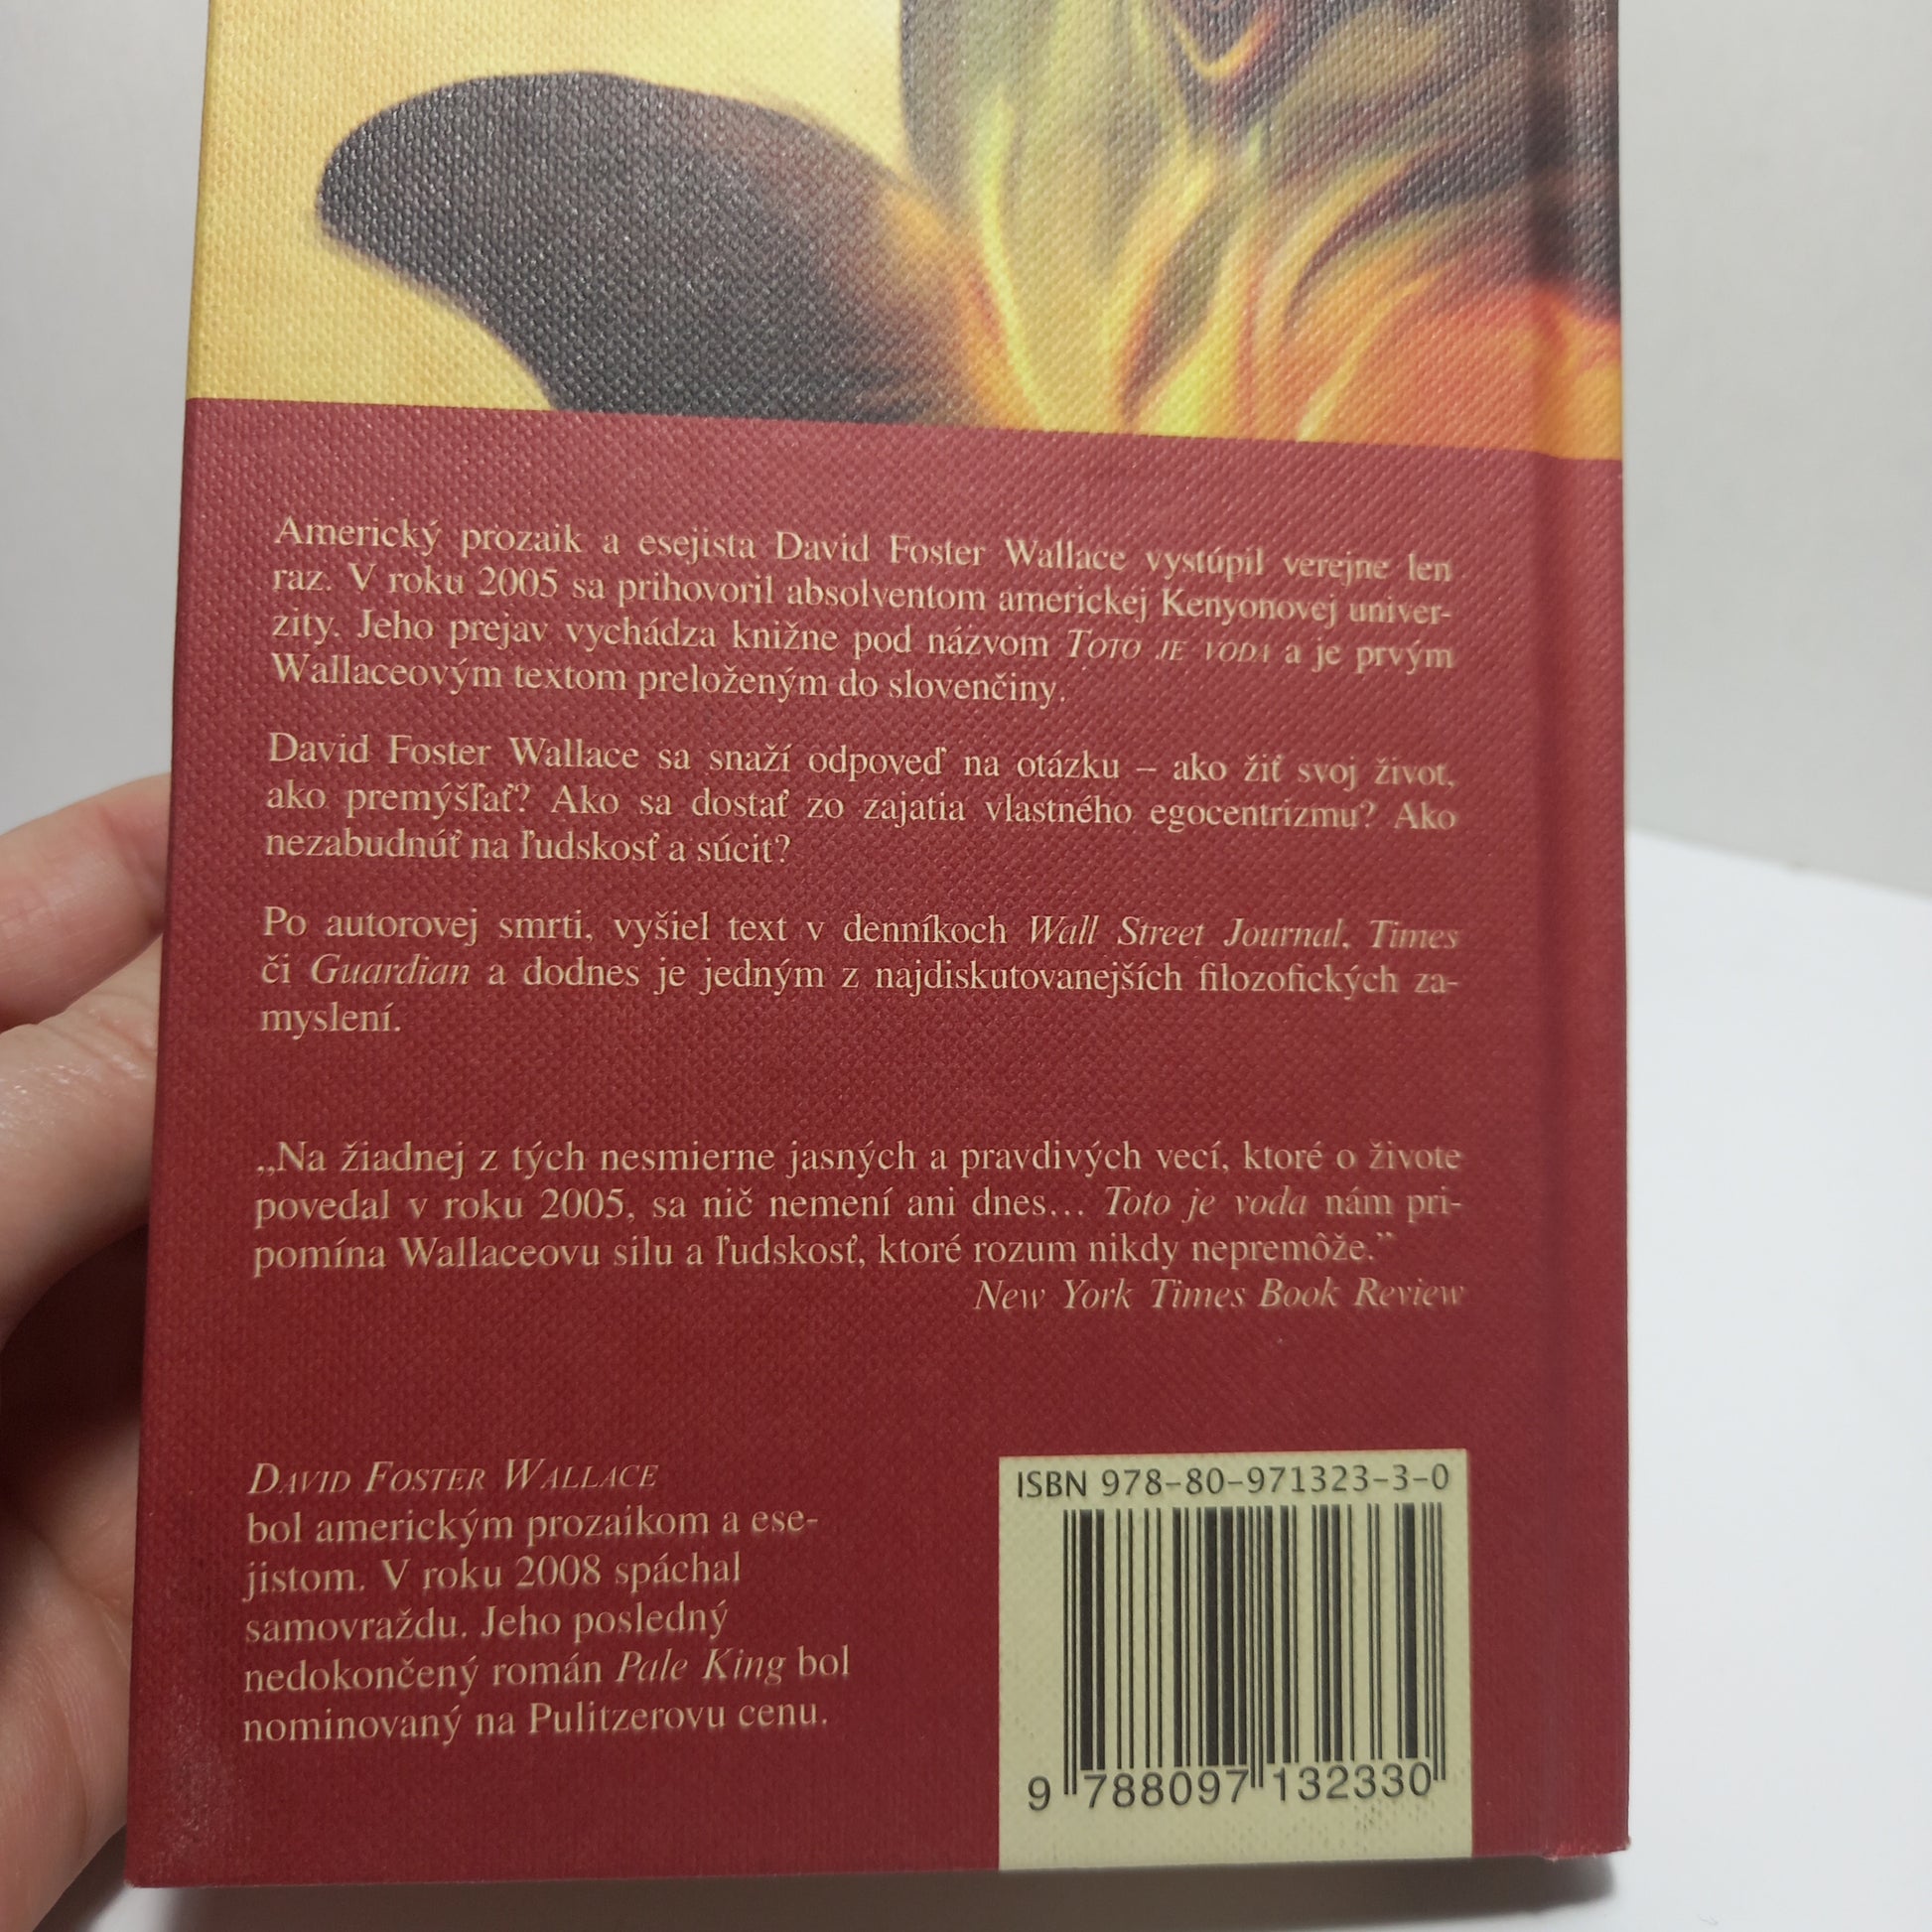 Americký prozaik a esejista David Foster Wallace vystúpil verejne len
raz. V roku 2005 sa prihovoril absolventom americkej Kenyonovej univer-
zity. Jeho prejav vychádza knižne pod názvom TOTO JE VODA a je prvým
Wallaceovým textom preloženým do slovenčiny.
David Foster Wallace sa snaží odpoveď na otázku – ako žiť svoj život,
ako premýšľať? Ako sa dostať zo zajatia vlastného egocentrizmu? Ako
nezabudnúť na ľudskosť a súcit?
Po autorovej smrti, vyšiel text v denníkoch Wall Street Journal, Times
či Guardian a dodnes je jedným z najdiskutovanejších filozofických za-
myslení.
„Na žiadnej z tých nesmierne jasných a pravdivých vecí, ktoré o živote
povedal v roku 2005, sa nič nemení ani dnes… Toto je voda nám pri-
pomína Wallaceovu silu a ľudskosť, ktoré rozum nikdy nepremôže.”
New York Times Book Review
DAVID FOSTER WALLACE
bol americkým prozaikom a ese-
jistom. V roku 2008 spáchal
samovraždu. Jeho posledný
nedokončený román Pale King bol
nominovaný na Pulitzerovu cenu.
ISBN 978-80-971323-3-0
9 788097 132330